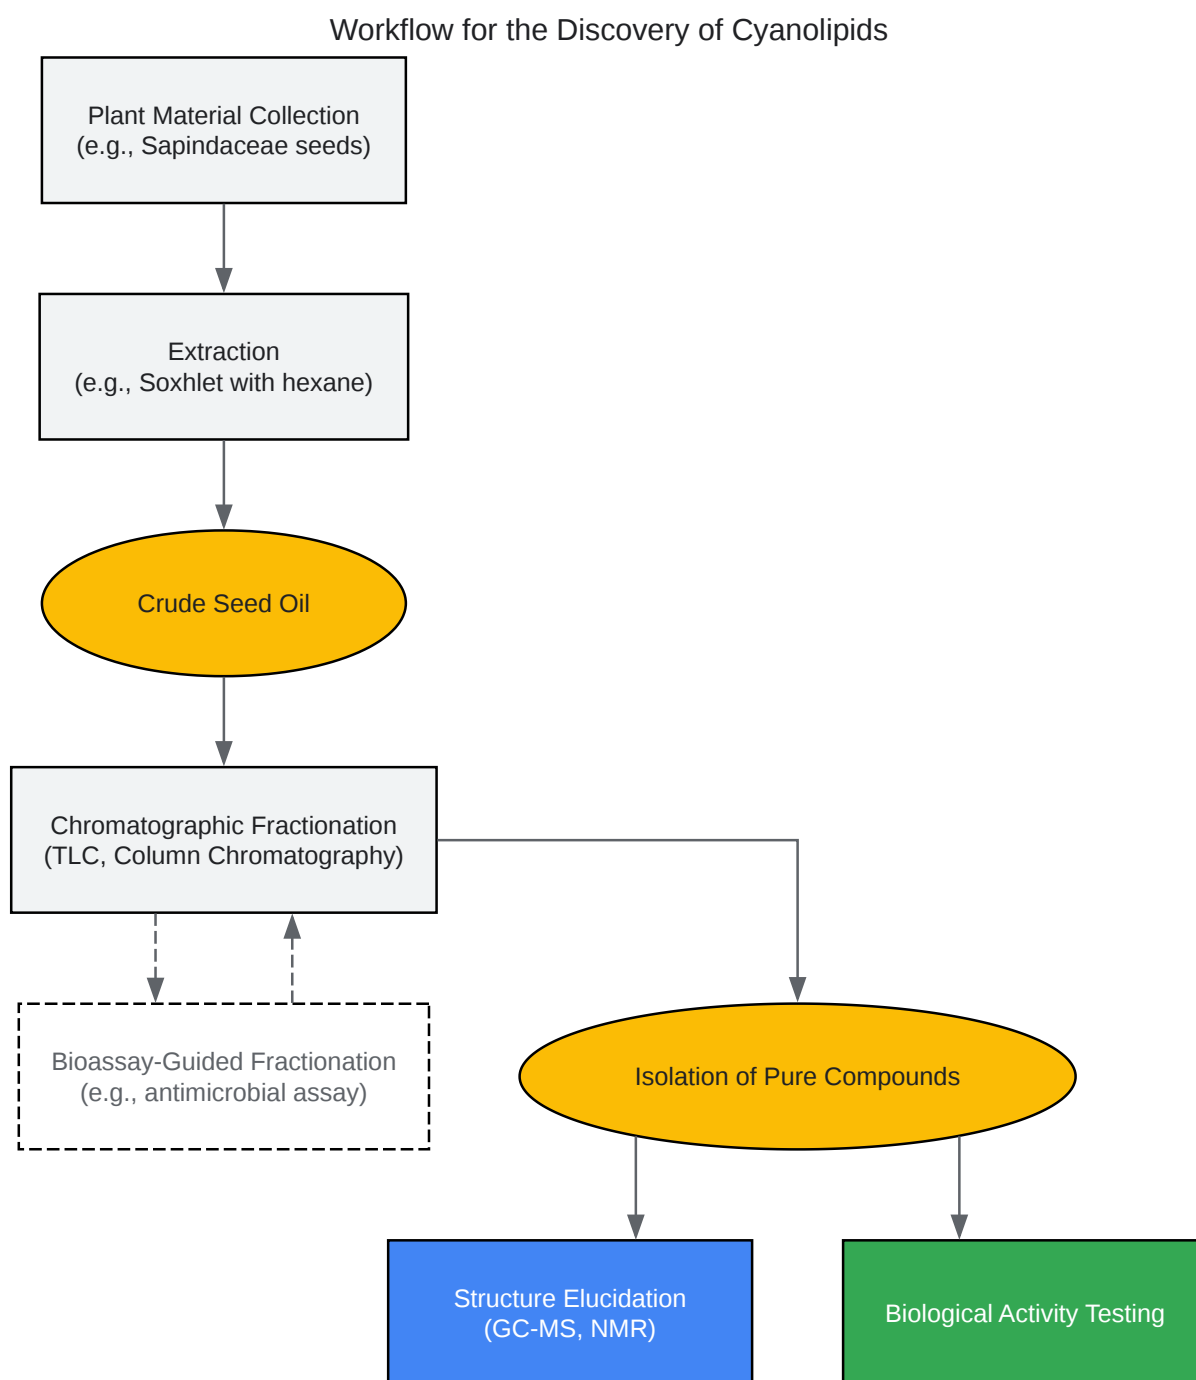 Workflow for the Discovery of Cyanolipids
Plant Material Collection
(e.g., Sapindaceae seeds)
Extraction
(e.g., Soxhlet with hexane)
Crude Seed Oil
Chromatographic Fractionation
(TLC, Column Chromatography)
Bioassay-Guided Fractionation
(e.g., antimicrobial assay)
Isolation of Pure Compounds
Structure Elucidation
(GC-MS, NMR)
Biological Activity Testing